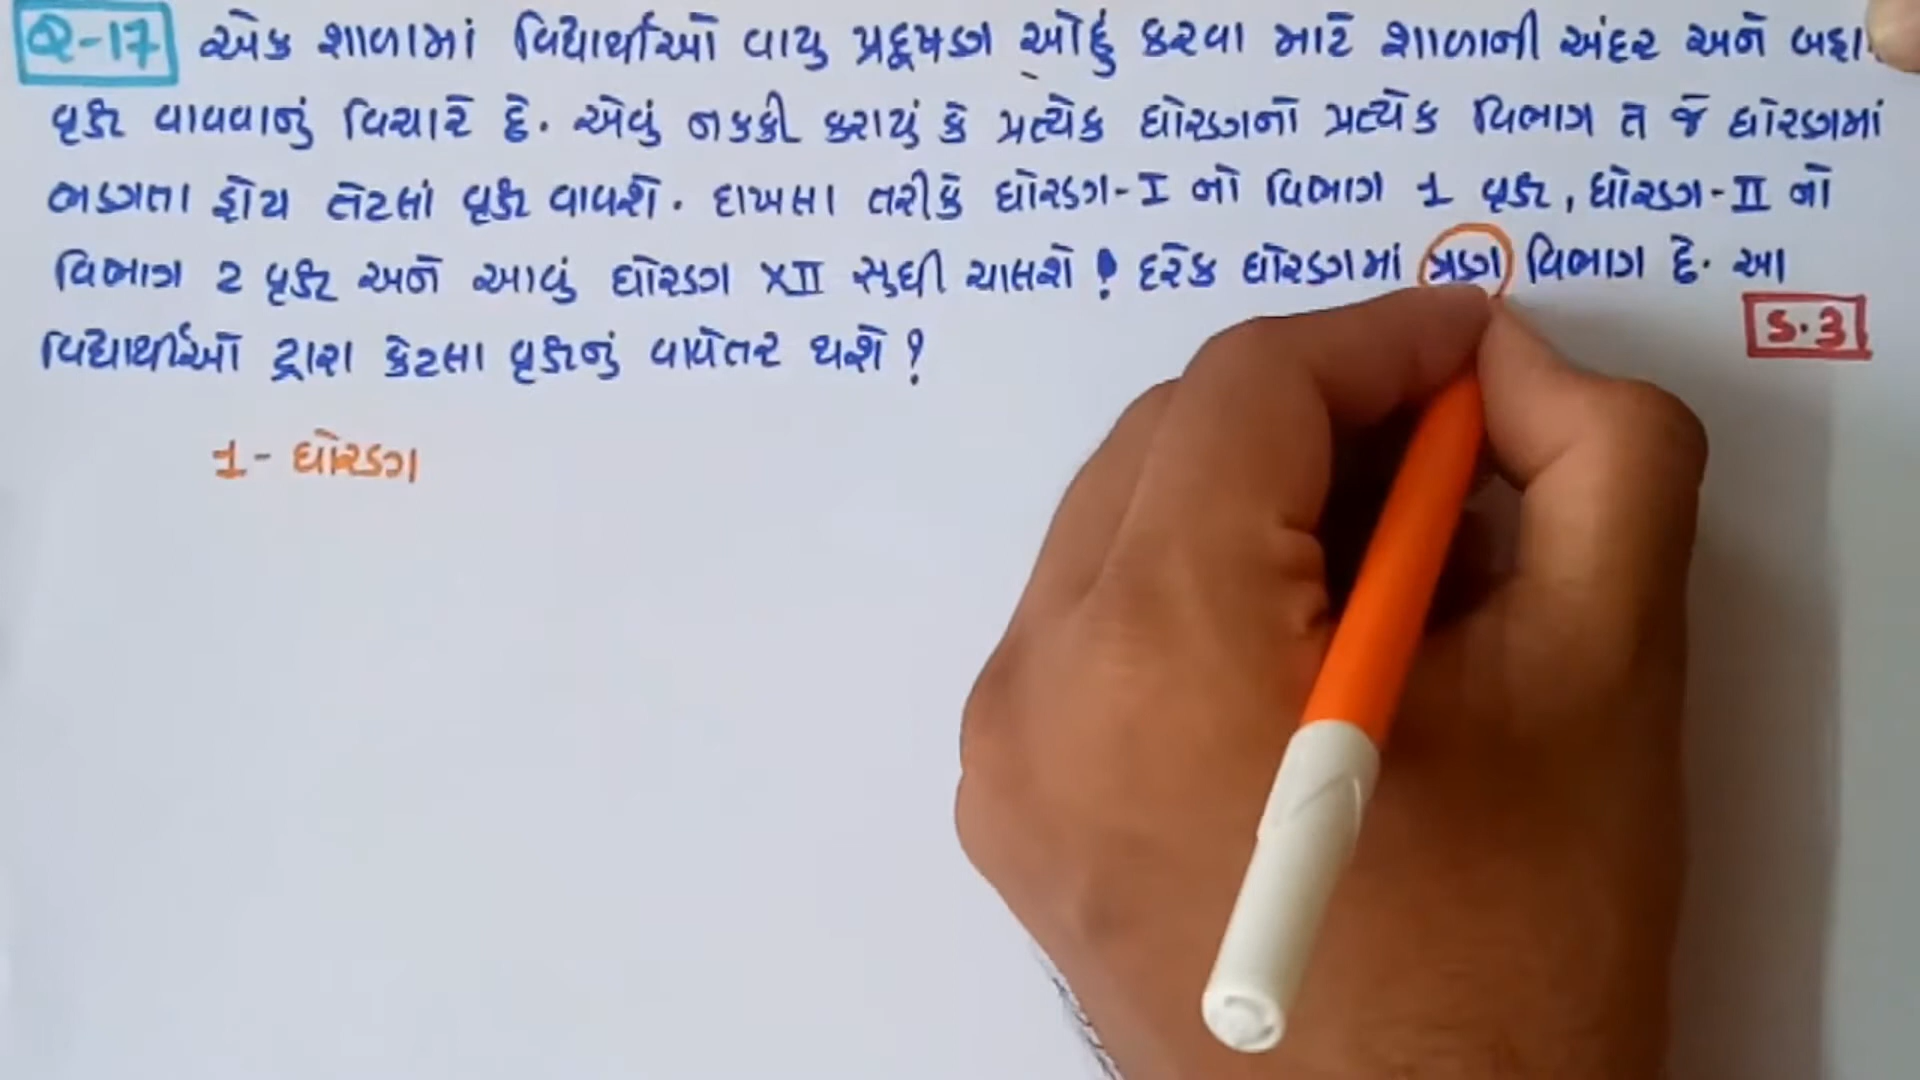 Q-17 એક શાળામાં વિદ્યાર્થીઓ વાયુ પ્રદૂષણ ઓછું કરવા માટે શાળાની અંદર અને બહા
વૃક્ષ વાવવાનું વિચારે છે. એવું નક્કી કરાયું કે પ્રત્યેક ધોરણનો પ્રત્યેક વિભાગ તે જે ધોરણમાં
ભણતા હોય તેટલાં વૃક્ષ વાવશે. દાખલા તરીકે ધોરણ-I નો વિભાગ 1 વૃક્ષ, ધોરણ-II નો
વિભાગ 2 વૃક્ષ અને આવું ધોરણ XII સુધી ચાલશે ! દરેક ધોરણમાં ત્રણ વિભાગ છે. આ
5.3
વિદ્યાર્થીઓ દ્વારા કેટલા વૃક્ષનું વાવેતર થશે ?
1- ધોરણ